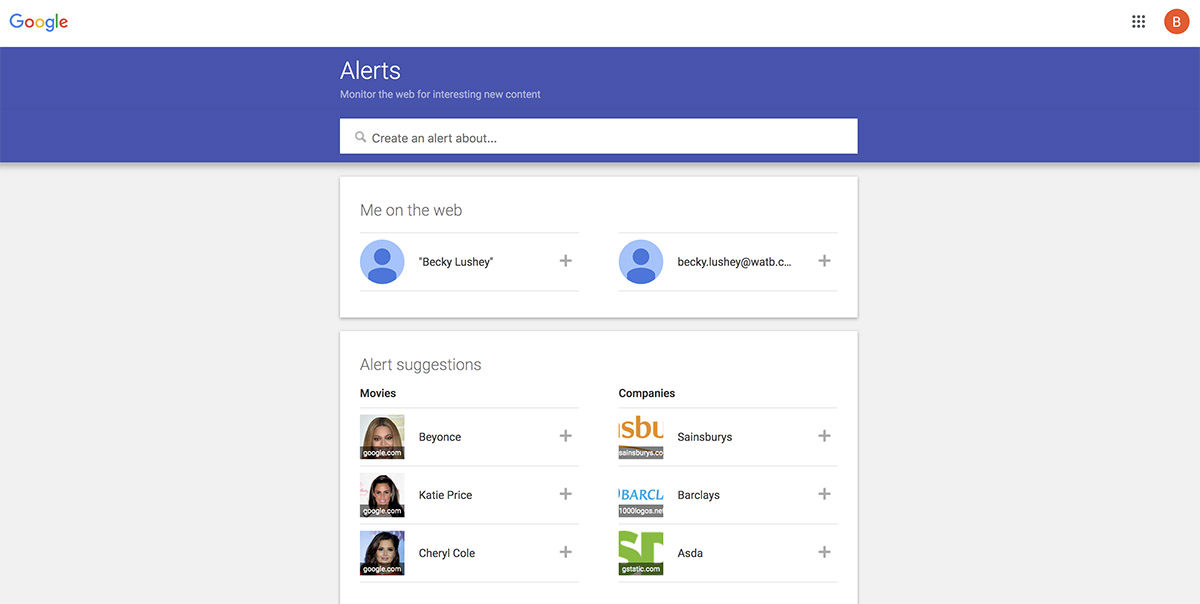 Google
B
Alerts
Monitor the web for interesting new content
Create an alert about...
Me on the web
"Becky Lushey"
becky.lushey@watb.c...
Alert suggestions
Movies
Companies
google.com
Beyonce
sbu
sainsburys.co
Sainsburys
google.com
Katie Price
BARCL
1000logos.net
Barclays
google.com
Cheryl Cole
gstatic.com
Asda